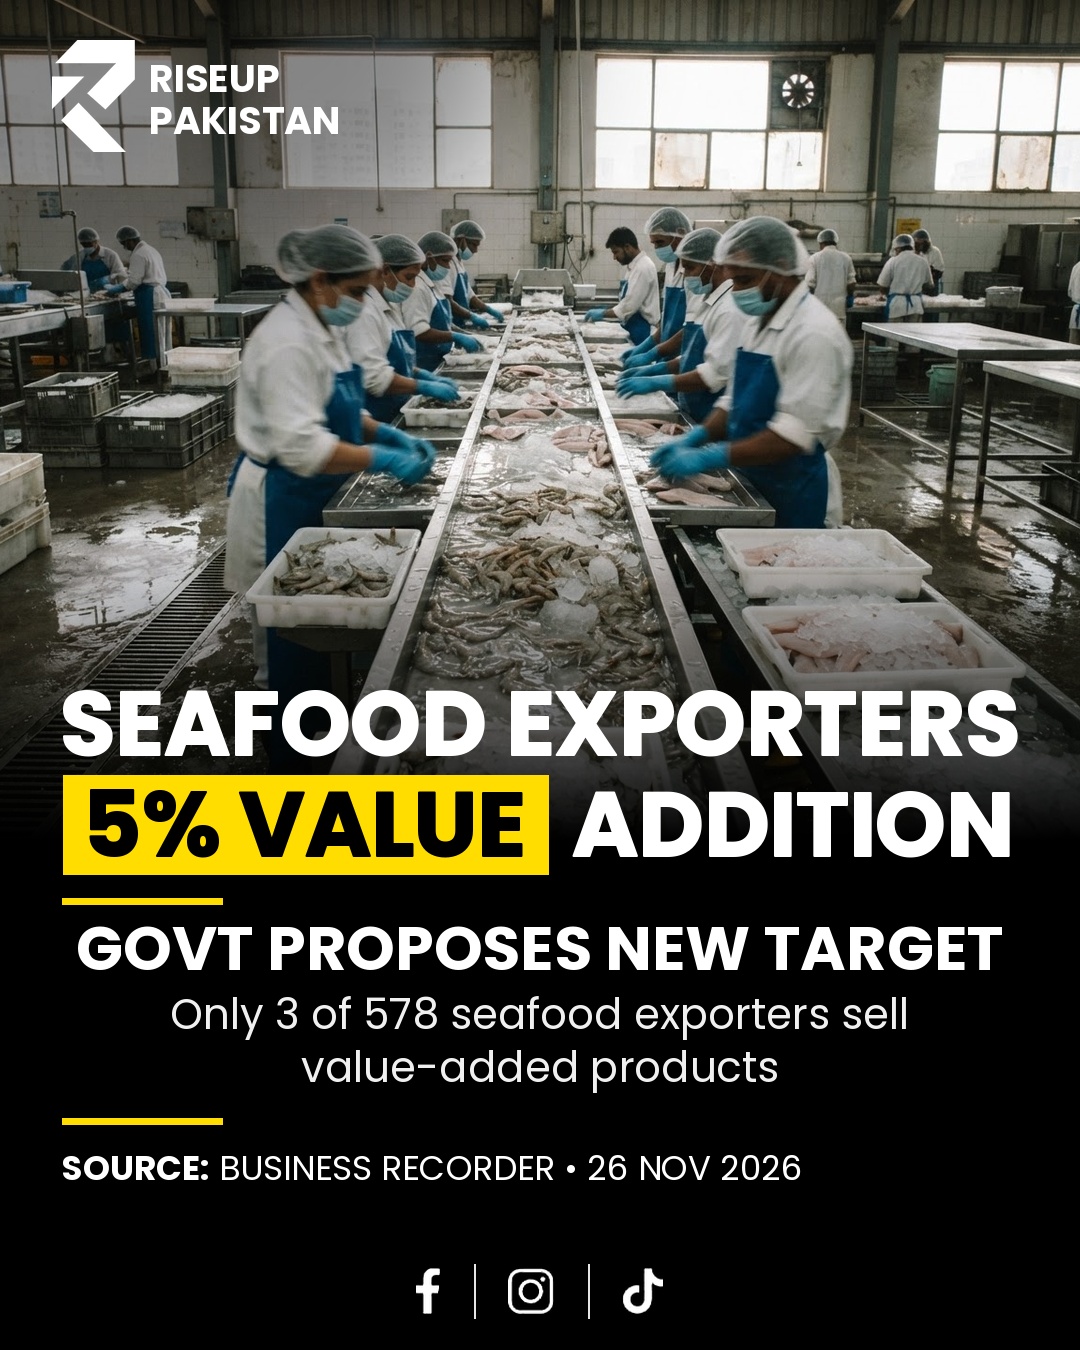 RISEUP
PAKISTAN
SEAFOOD EXPORTERS
5% VALUE ADDITION
GOVT PROPOSES NEW TARGET
Only 3 of 578 seafood exporters sell
value-added products
SOURCE: BUSINESS RECORDER • 26 NOV 2026